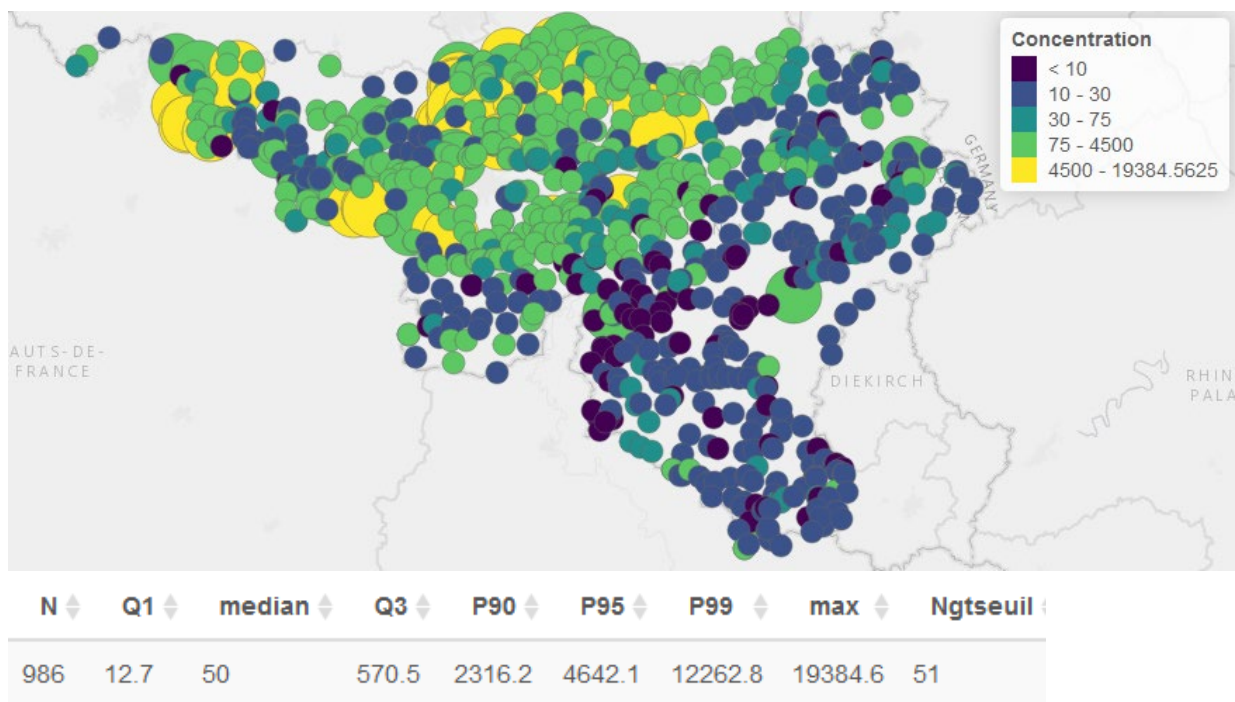 Concentration
< 10
10 - 30
30 - 75
75 - 4500
4500 - 19384.5625
GERMANY
AUTS-DE-
FRANCE
DIEKIRCH
RHIN
PALA
N Q1 median Q3 P90 P95 P99 max Ngtseuil
986 12.7 50 570.5 2316.2 4642.1 12262.8 19384.6 51